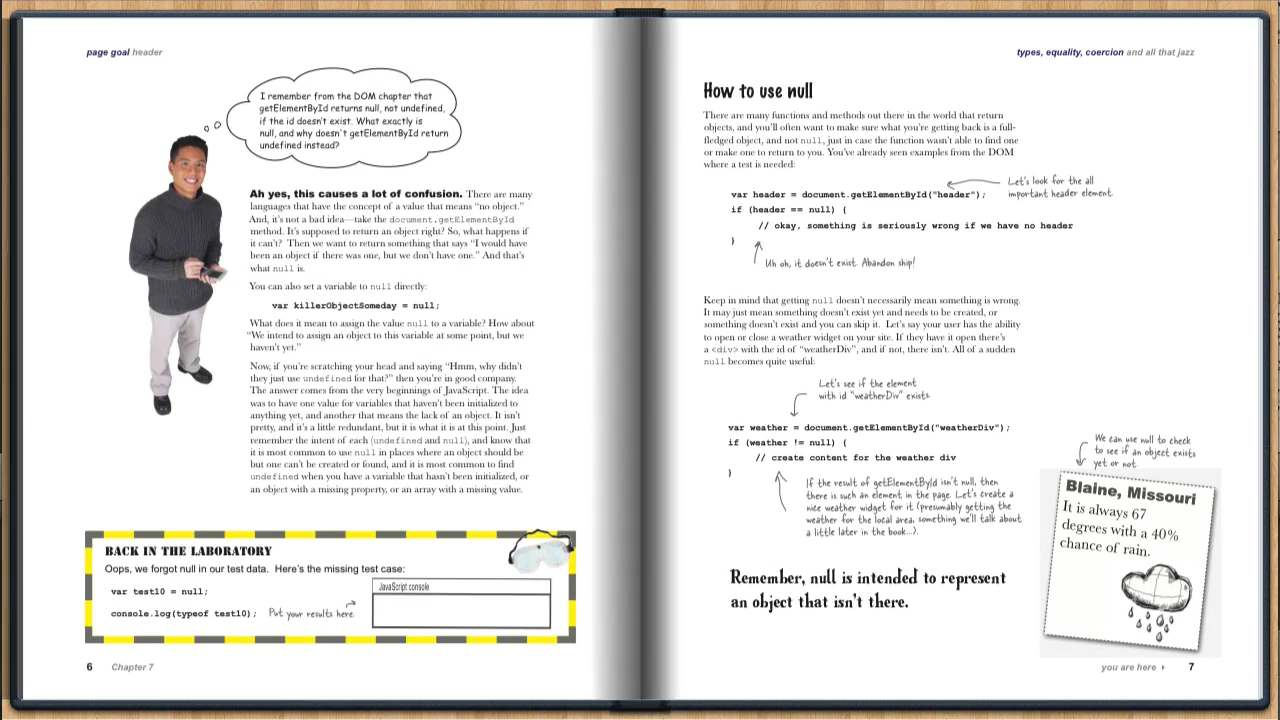 page goal header
I remember from the DOM chapter that
getElementById returns null, not undefined,
if the id doesn't exist. What exactly is
null, and why doesn't getElementById return
undefined instead?
Ah yes, this causes a lot of confusion. There are many
languages that have the concept of a value that means “no object.”
And, it's not a bad idea—take the document.getElementById
method. It's supposed to return an object right? So, what happens if
it can't? Then we want to return something that says “I would have
been an object if there was one, but we don't have one.” And that's
what null is.
You can also set a variable to null directly:
var killerObjectSomeday = null;
What does it mean to assign the value null to a variable? How about
“We intend to assign an object to this variable at some point, but we
haven't yet.”
Now, if you're scratching your head and saying “Hmm, why didn't
they just use undefined for that?” then you're in good company.
The answer comes from the very beginnings of JavaScript. The idea
was to have one value for variables that haven't been initialized to
anything yet, and another that means the lack of an object. It isn't
pretty, and it's a little redundant, but it is what it is at this point. Just
remember the intent of each (undefined and null), and know that
it is most common to use null in places where an object should be
but one can't be created or found, and it is most common to find
undefined when you have a variable that hasn't been initialized, or
an object with a missing property, or an array with a missing value.
BACK IN THE LABORATORY
Oops, we forgot null in our test data. Here's the missing test case:
var test10 = null;
console.log(typeof test10);
Put your results here.
JavaScript console
6 Chapter 7
types, equality, coercion and all that jazz
How to use null
There are many functions and methods out there in the world that return
objects, and you'll often want to make sure what you're getting back is a full-
fledged object, and not null, just in case the function wasn't able to find one
or make one to return to you. You've already seen examples from the DOM
where a test is needed:
Let's look for the all
important header element.
var header = document.getElementById("header");
if (header == null) {
// okay, something is seriously wrong if we have no header
}
Uh oh, it doesn't exist. Abandon ship!
Keep in mind that getting null doesn't necessarily mean something is wrong.
It may just mean something doesn't exist yet and needs to be created, or
something doesn't exist and you can skip it. Let's say your user has the ability
to open or close a weather widget on your site. If they have it open there's
a <div> with the id of “weatherDiv”, and if not, there isn't. All of a sudden
null becomes quite useful:
Let's see if the element
with id "weatherDiv" exists.
var weather = document.getElementById("weatherDiv");
if (weather != null) {
// create content for the weather div
}
If the result of getElementById isn't null, then
there is such an element in the page. Let's create a
nice weather widget for it (presumably getting the
weather for the local area, something we'll talk about
a little later in the book...).
We can use null to check
to see if an object exists
yet or not.
Blaine, Missouri
It is always 67
degrees with a 40%
chance of rain.
Remember, null is intended to represent
an object that isn't there.
you are here 7